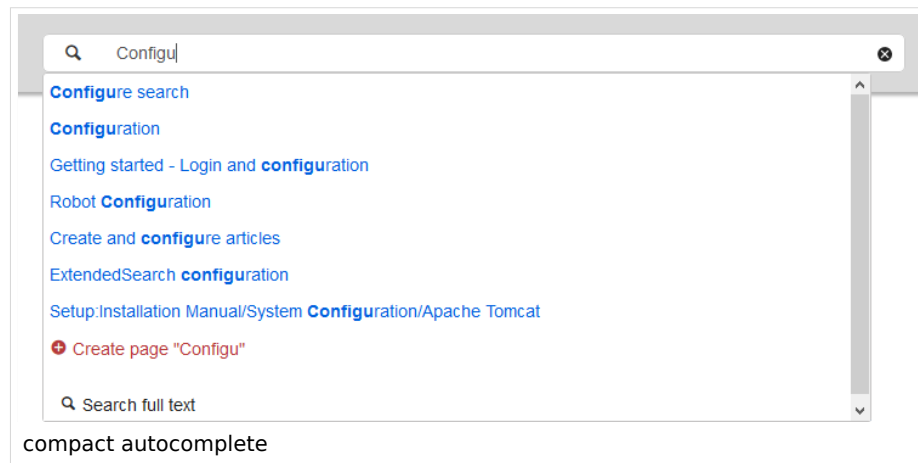 Configu
Configure search
Configuration
Getting started - Login and configuration
Robot Configuration
Create and configure articles
ExtendedSearch configuration
Setup:Installation Manual/System Configuration/Apache Tomcat
Create page "Configu"
Search full text
compact autocomplete